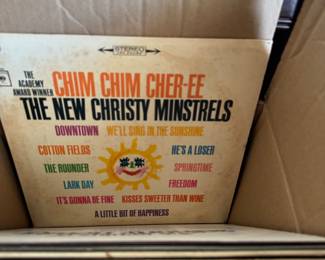 STEREO
THE ACADEMY AWARD WINNER
CHIM CHIM CHER-EE
THE NEW CHRISTY MINSTRELS
DOWNTOWN WE'LL SING IN THE SUNSHINE
COTTON FIELDS HE'S A LOSER
THE ROUNDER SPRINGTIME
LARK DAY FREEDOM
IT'S GONNA BE FINE KISSES SWEETER THAN WINE
A LITTLE BIT OF HAPPINESS